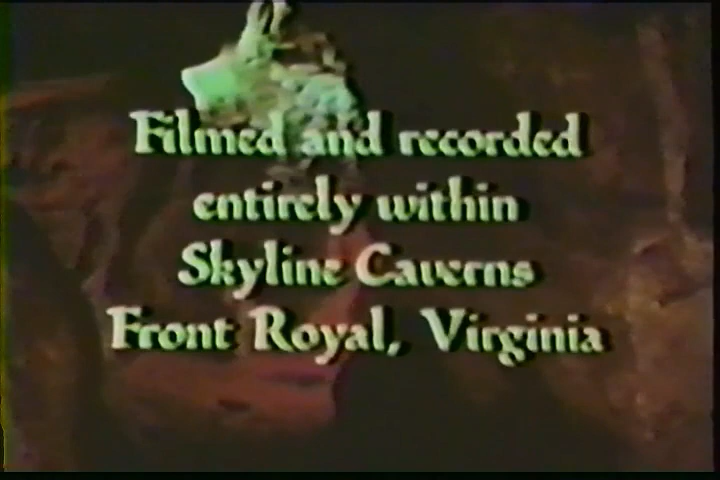 Filmed and recorded
entirely within
Skyline Caverns
Front Royal, Virginia